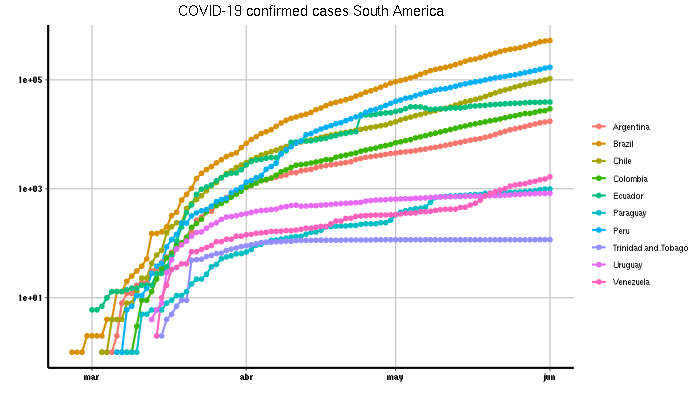 COVID-19 confirmed cases South America
1e+05
1e+03
1e+01
mar
abr
may
jun
Argentina
Brazil
Chile
Colombia
Ecuador
Paraguay
Peru
Trinidad.and.Tobago
Uruguay
Venezuela